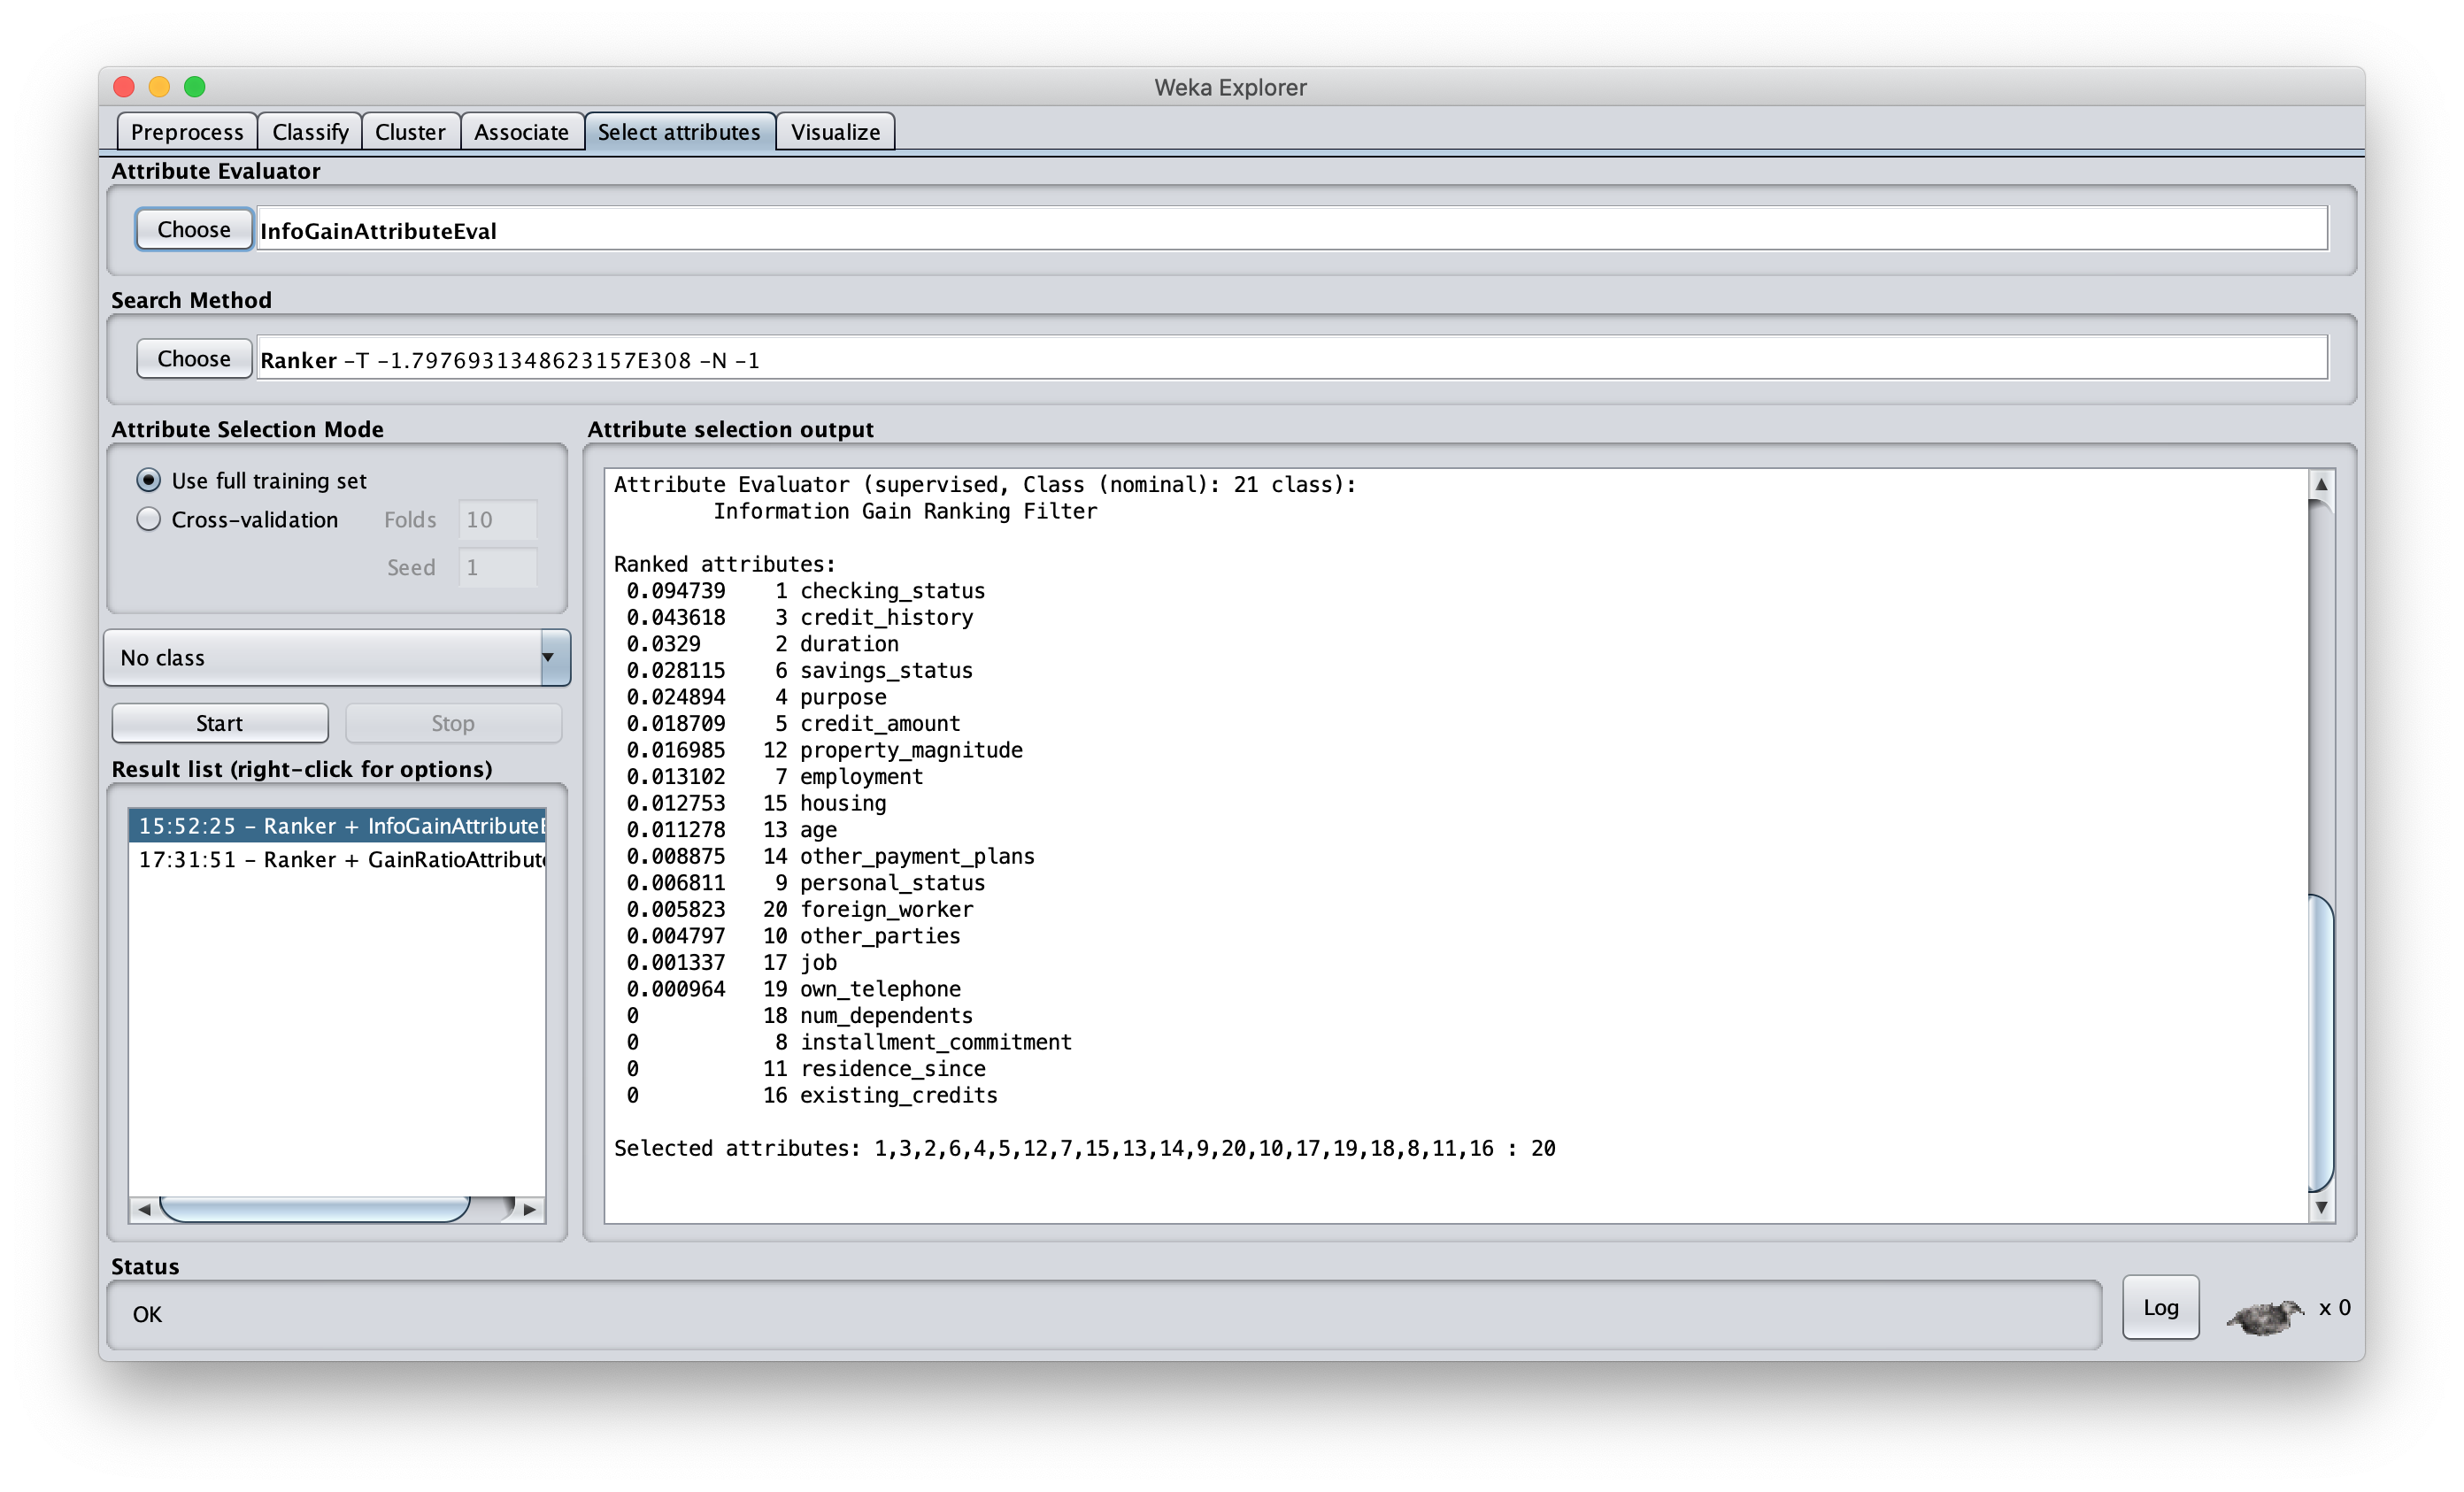 Weka Explorer
Preprocess Classify Cluster Associate Select attributes Visualize
Attribute Evaluator
Choose InfoGainAttributeEval
Search Method
Choose Ranker -T -1.7976931348623157E308 -N -1
Attribute Selection Mode
Use full training set
Cross-validation Folds 10
Seed 1
No class
Start Stop
Result list (right-click for options)
15:52:25 - Ranker + InfoGainAttributeE
17:31:51 - Ranker + GainRatioAttribute
Attribute selection output
Attribute Evaluator (supervised, Class (nominal): 21 class):
Information Gain Ranking Filter
Ranked attributes:
0.094739 1 checking_status
0.043618 3 credit_history
0.0329 2 duration
0.028115 6 savings_status
0.024894 4 purpose
0.018709 5 credit_amount
0.016985 12 property_magnitude
0.013102 7 employment
0.012753 15 housing
0.011278 13 age
0.008875 14 other_payment_plans
0.006811 9 personal_status
0.005823 20 foreign_worker
0.004797 10 other_parties
0.001337 17 job
0.000964 19 own_telephone
0 18 num_dependents
0 8 installment_commitment
0 11 residence_since
0 16 existing_credits
Selected attributes: 1,3,2,6,4,5,12,7,15,13,14,9,20,10,17,19,18,8,11,16 : 20
Status
OK
Log x 0